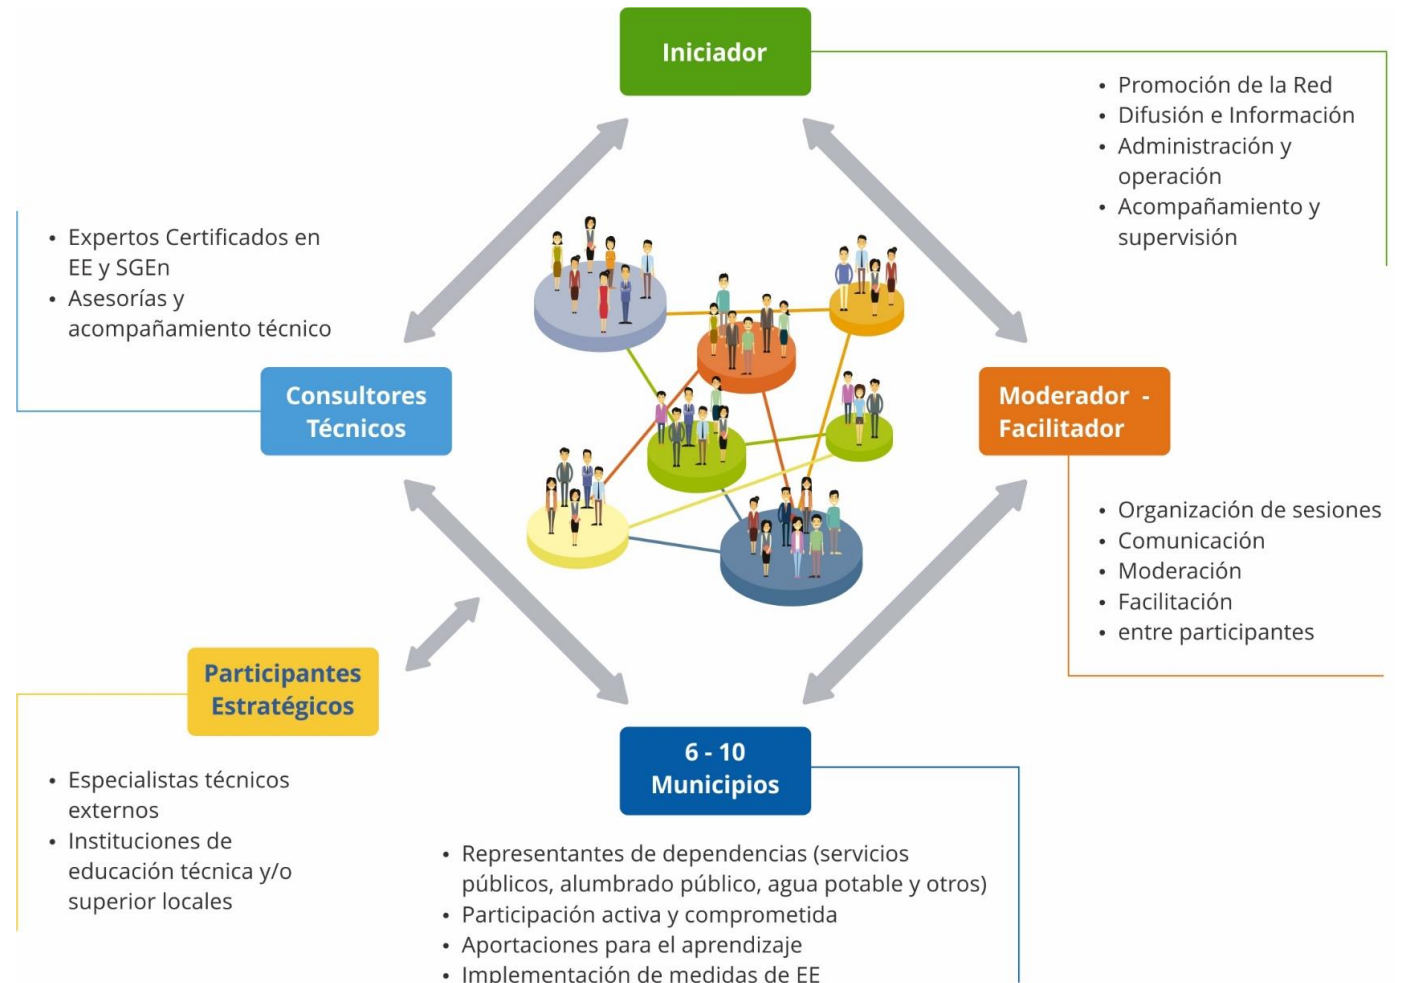 Iniciador
• Promoción de la Red
• Difusión e Información
• Administración y
operación
• Acompañamiento y
supervisión
• Expertos Certificados en
EE y SGEn
• Asesorías y
acompañamiento técnico
Consultores
Técnicos
Moderador -
Facilitador
• Organización de sesiones
• Comunicación
• Moderación
• Facilitación
• entre participantes
Participantes
Estratégicos
• Especialistas técnicos
externos
• Instituciones de
educación técnica y/o
superior locales
6 - 10
Municipios
• Representantes de dependencias (servicios
públicos, alumbrado público, agua potable y otros)
• Participación activa y comprometida
• Aportaciones para el aprendizaje
• Implementación de medidas de EE